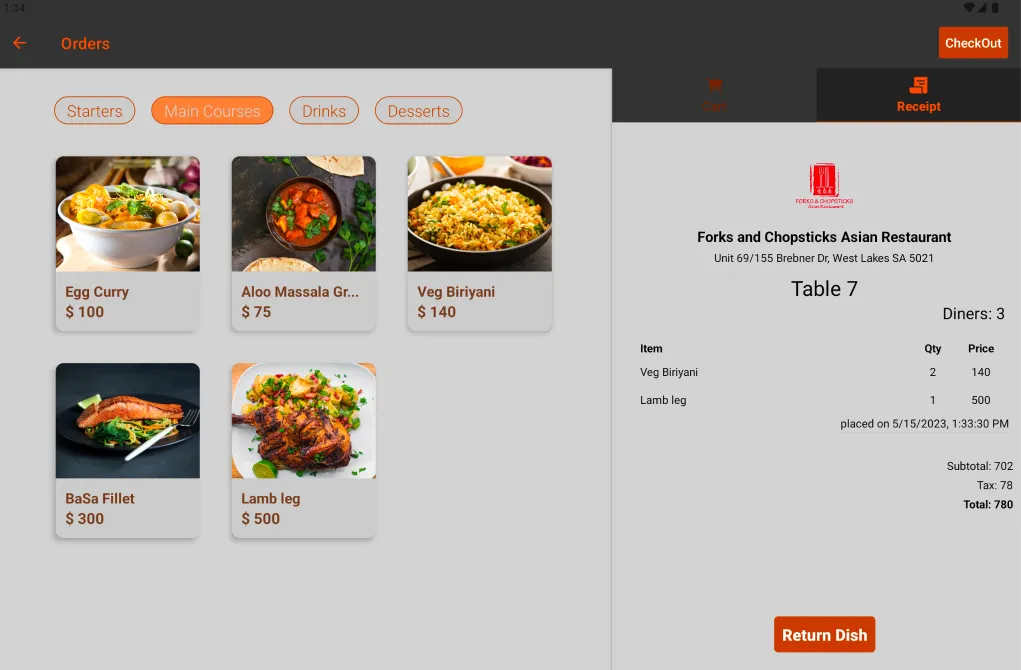 1:34
Orders
CheckOut
Starters
Main Courses
Drinks
Desserts
Receipt
FORKS & CHOPSTICKS
Forks and Chopsticks Asian Restaurant
Unit 69/155 Brebner Dr, West Lakes SA 5021
Table 7
Diners: 3
Item Qty Price
Veg Biriyani 2 140
Lamb leg 1 500
placed on 5/15/2023, 1:33:30 PM
Subtotal: 702
Tax: 78
Total: 780
Return Dish
Egg Curry
$ 100
Aloo Massala Gr...
$ 75
Veg Biriyani
$ 140
BaSa Fillet
$ 300
Lamb leg
$ 500